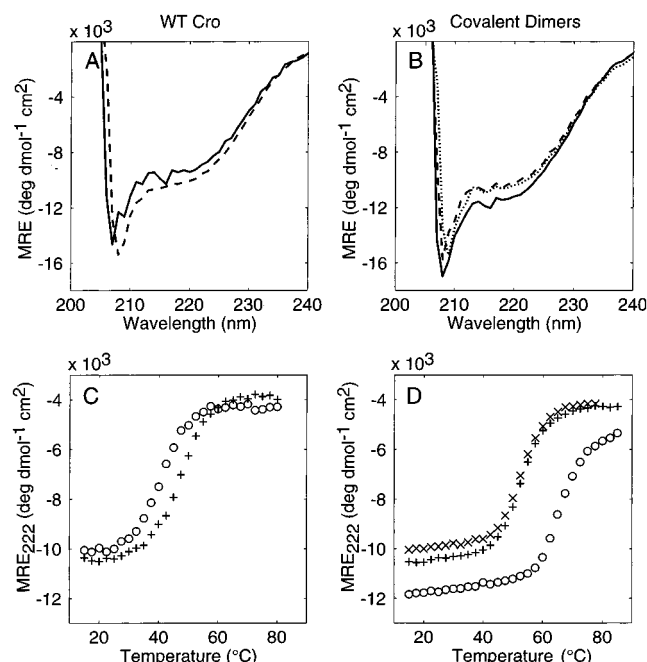 WT Cro
Covalent Dimers
x 10³
x 10³
A
B
-4
-8
-12
-16
MRE (deg dmol⁻¹ cm²)
200 210 220 230 240
Wavelength (nm)
-4
-8
-12
-16
MRE (deg dmol⁻¹ cm²)
200 210 220 230 240
Wavelength (nm)
x 10³
x 10³
C
D
-4
-6
-8
-10
-12
MRE₂₂₂ (deg dmol⁻¹ cm²)
20 40 60 80
Temperature (°C)
-4
-6
-8
-10
-12
MRE₂₂₂ (deg dmol⁻¹ cm²)
20 40 60 80
Temperature (°C)